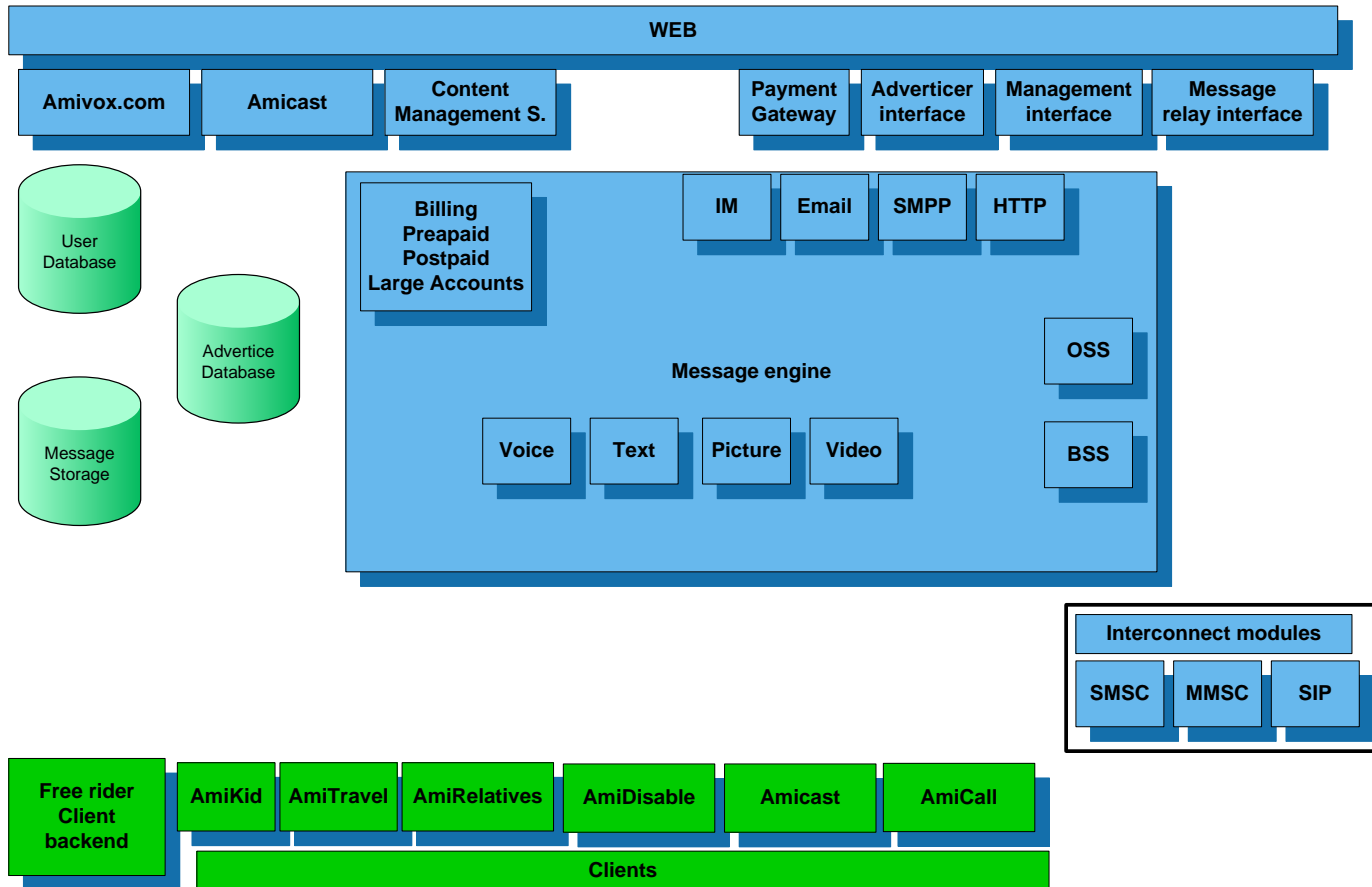 WEB
Amivox.com
Amicast
Content
Management S.
Payment
Gateway
Adverticer
interface
Management
interface
Message
relay interface
User
Database
Advertice
Database
Message
Storage
Billing
Preapaid
Postpaid
Large Accounts
IM
Email
SMPP
HTTP
Message engine
OSS
BSS
Voice
Text
Picture
Video
Interconnect modules
SMSC
MMSC
SIP
Free rider
Client
backend
AmiKid
AmiTravel
AmiRelatives
AmiDisable
Amicast
AmiCall
Clients